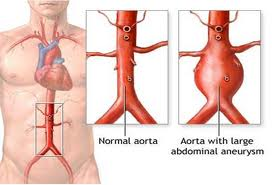 Normal aorta
Aorta with large
abdominal aneurysm